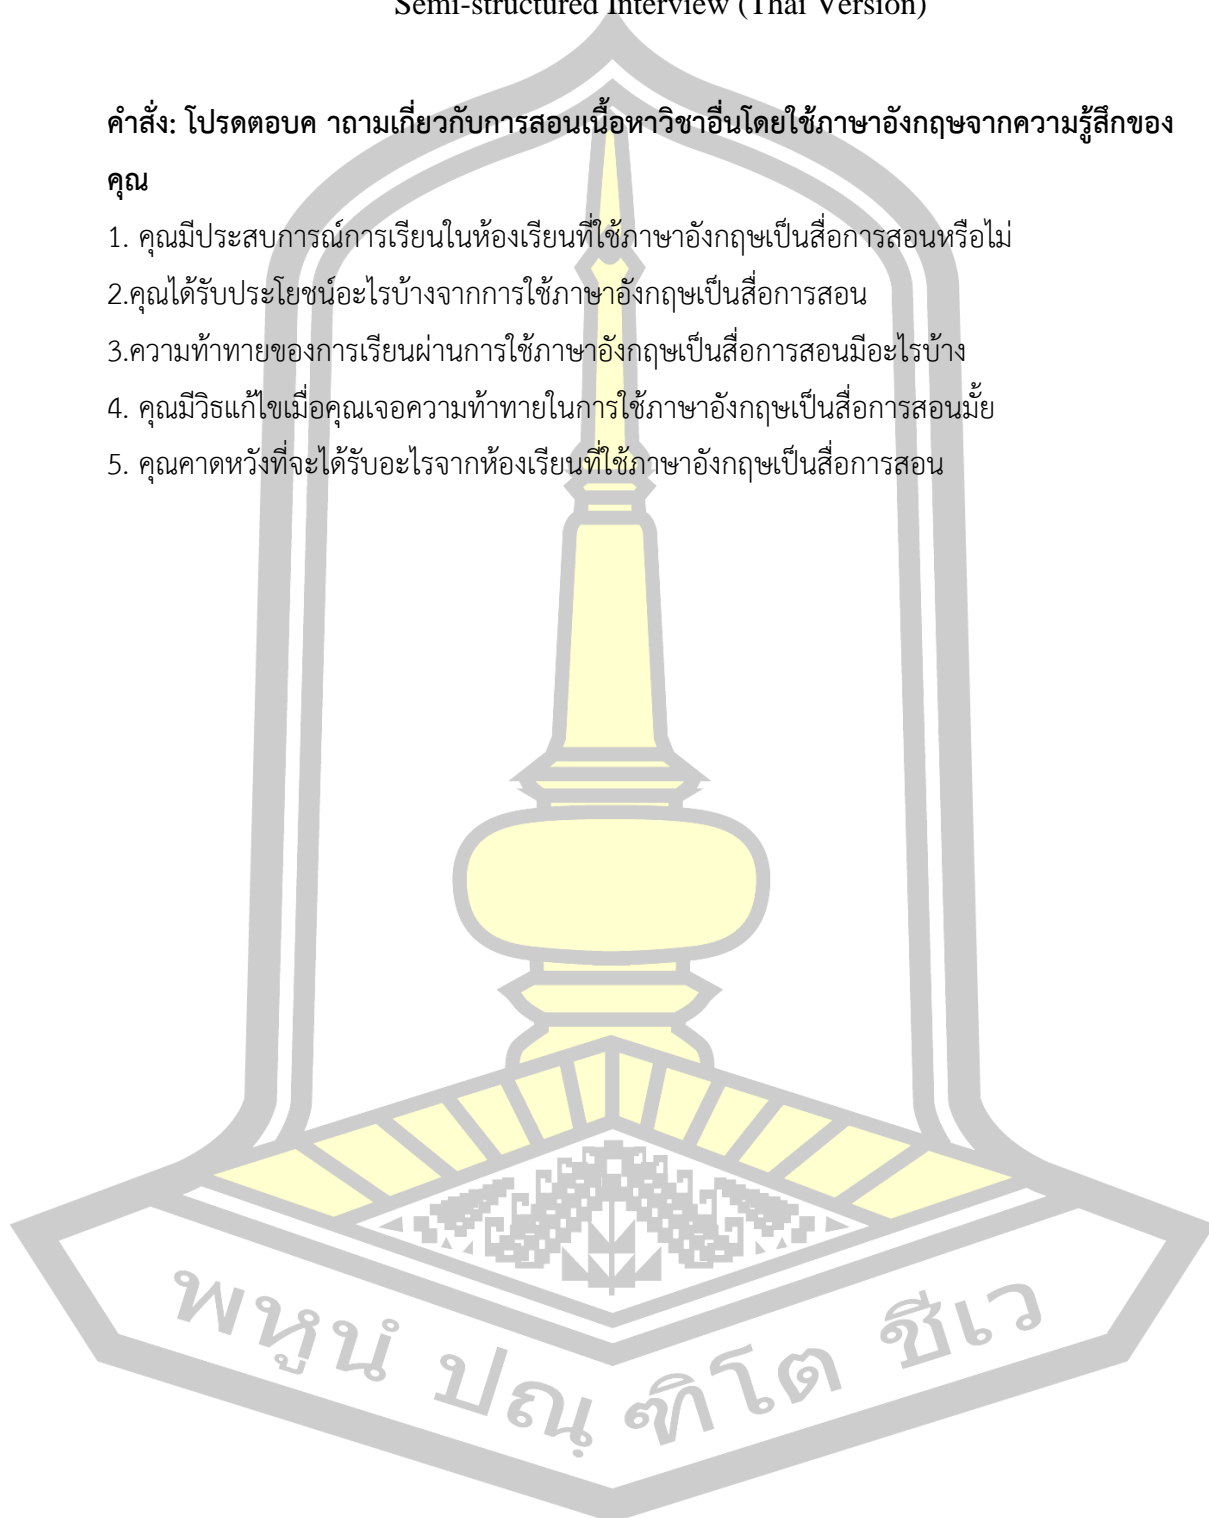 Semi-structured Interview (Thai Version)
คำสั่ง: โปรดตอบค าถามเกี่ยวกับการสอนเนื้อหาวิชาอื่นโดยใช้ภาษาอังกฤษจากความรู้สึกของ
คุณ
1. คุณมีประสบการณ์การเรียนในห้องเรียนที่ใช้ภาษาอังกฤษเป็นสื่อการสอนหรือไม่
2.คุณได้รับประโยชน์อะไรบ้างจากการใช้ภาษาอังกฤษเป็นสื่อการสอน
3.ความท้าทายของการเรียนผ่านการใช้ภาษาอังกฤษเป็นสื่อการสอนมีอะไรบ้าง
4. คุณมีวิธแก้ไขเมื่อคุณเจอความท้าทายในการใช้ภาษาอังกฤษเป็นสื่อการสอนมั้ย
5. คุณคาดหวังที่จะได้รับอะไรจากห้องเรียนที่ใช้ภาษาอังกฤษเป็นสื่อการสอน
พหูนํ ปณฺฑิโต ชีเว